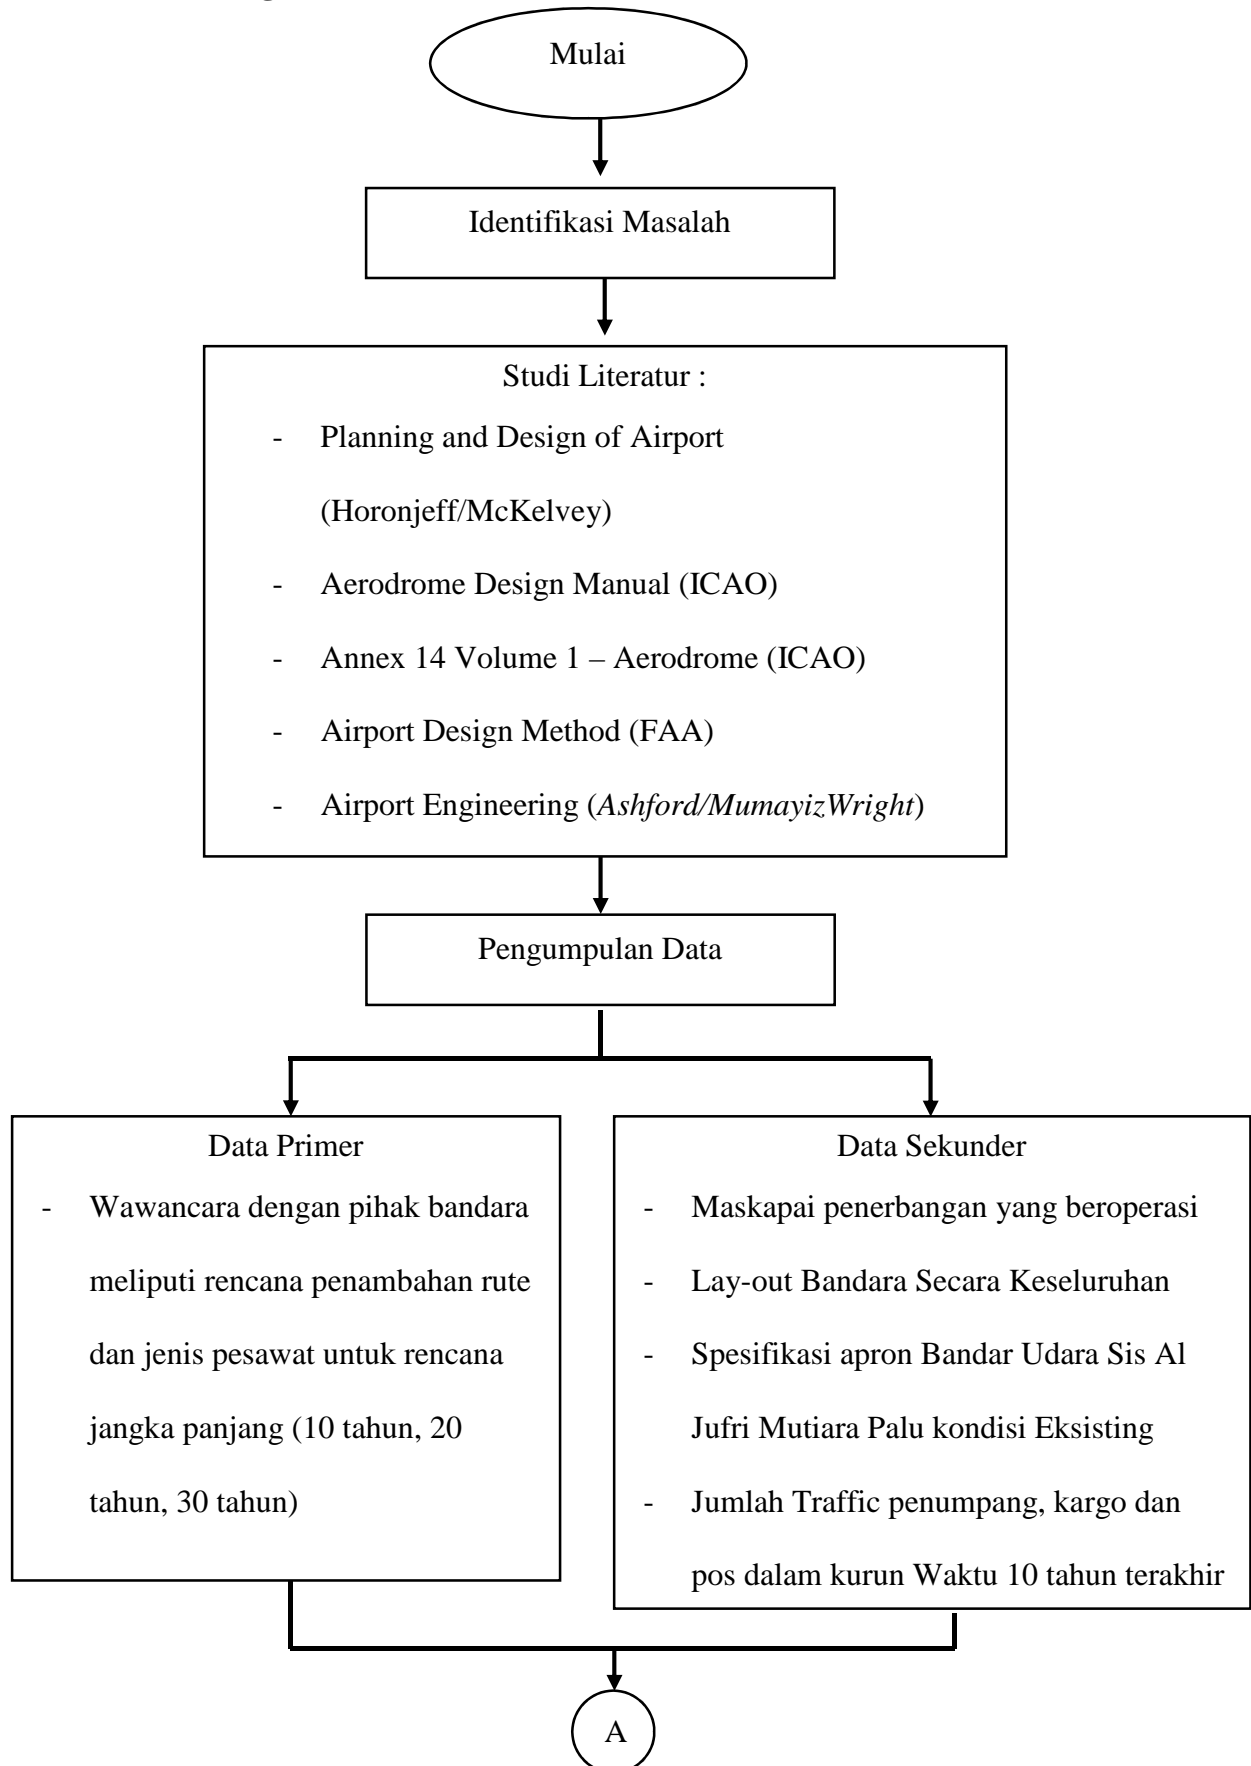 Mulai
Identifikasi Masalah
Studi Literatur :
- Planning and Design of Airport
(Horonjeff/McKelvey)
- Aerodrome Design Manual (ICAO)
- Annex 14 Volume 1 – Aerodrome (ICAO)
- Airport Design Method (FAA)
- Airport Engineering (Ashford/MumayizWright)
Pengumpulan Data
Data Primer
- Wawancara dengan pihak bandara
meliputi rencana penambahan rute
dan jenis pesawat untuk rencana
jangka panjang (10 tahun, 20
tahun, 30 tahun)
Data Sekunder
- Maskapai penerbangan yang beroperasi
- Lay-out Bandara Secara Keseluruhan
- Spesifikasi apron Bandar Udara Sis Al
Jufri Mutiara Palu kondisi Eksisting
- Jumlah Traffic penumpang, kargo dan
pos dalam kurun Waktu 10 tahun terakhir
A